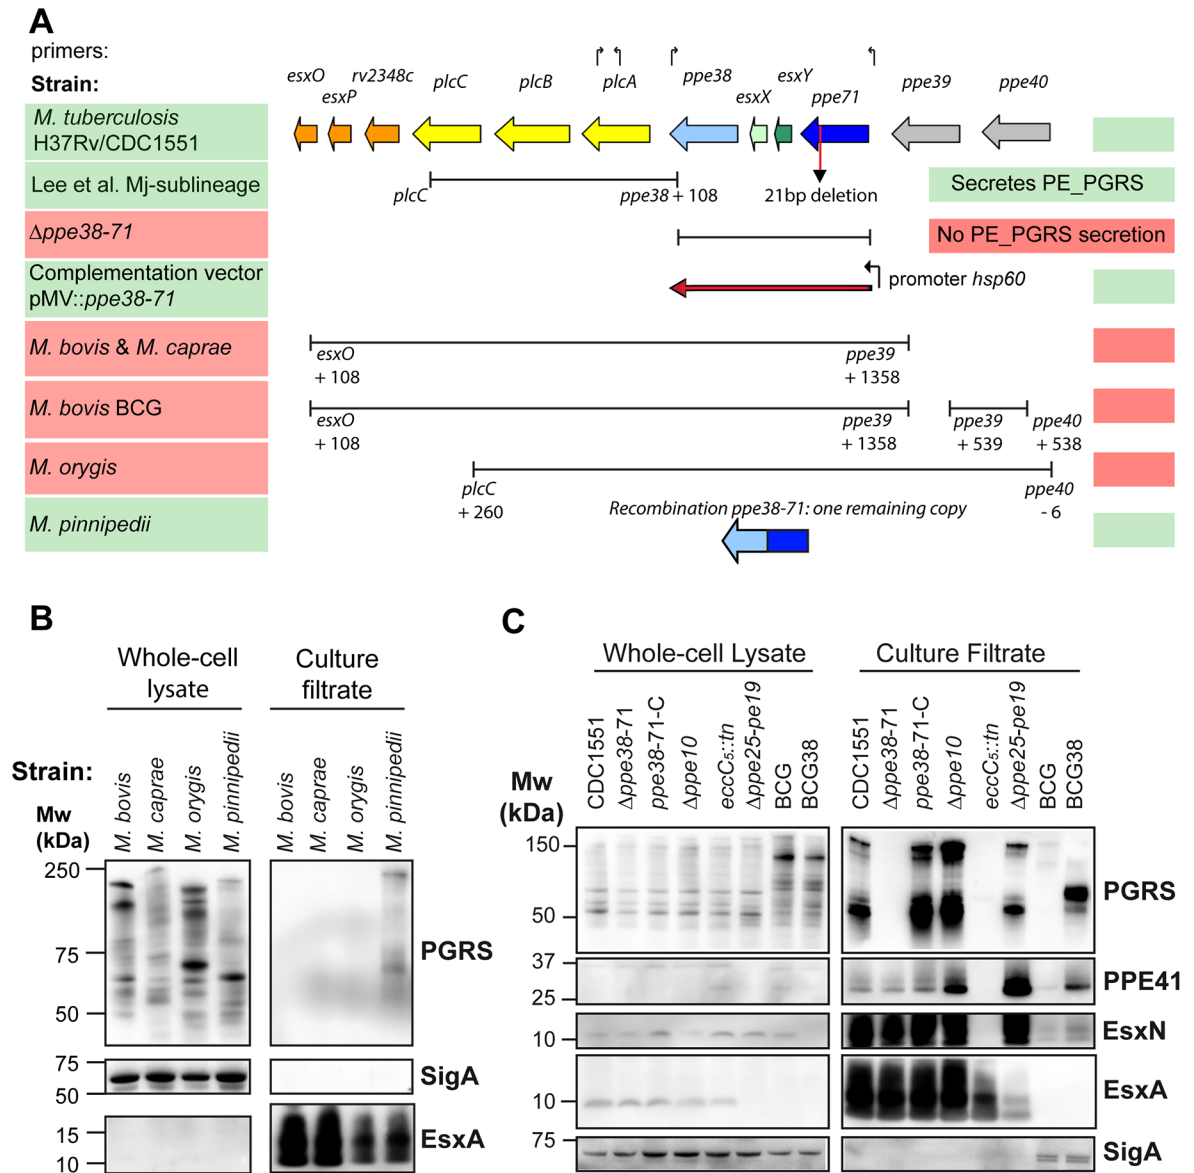 A
primers:
Strain:
esxO
esxP
rv2348c
plcC
plcB
plcA
ppe38
esxX
esxY
ppe71
ppe39
ppe40
M. tuberculosis
H37Rv/CDC1551
Lee et al. Mj-sublineage
plcC
ppe38 + 108
21bp deletion
Secretes PE_PGRS
Δppe38-71
No PE_PGRS secretion
Complementation vector
pMV::ppe38-71
promoter hsp60
M. bovis & M. caprae
esxO
+ 108
ppe39
+ 1358
M. bovis BCG
esxO
+ 108
ppe39
+ 1358
ppe39
+ 539
ppe40
+ 538
M. orygis
plcC
+ 260
ppe40
- 6
M. pinnipedii
Recombination ppe38-71: one remaining copy
B
Whole-cell
lysate
Culture
filtrate
Strain:
M. bovis
M. caprae
M. orygis
M. pinnipedii
M. bovis
M. caprae
M. orygis
M. pinnipedii
Mw
(kDa)
250
75
50
PGRS
75
50
SigA
15
10
EsxA
C
Whole-cell Lysate
Culture Filtrate
Mw
(kDa)
CDC1551
Δppe38-71
ppe38-71-C
Δppe10
eccC5::tn
Δppe25-pe19
BCG
BCG38
CDC1551
Δppe38-71
ppe38-71-C
Δppe10
eccC5::tn
Δppe25-pe19
BCG
BCG38
150
50
PGRS
37
25
PPE41
10
EsxN
10
EsxA
75
SigA